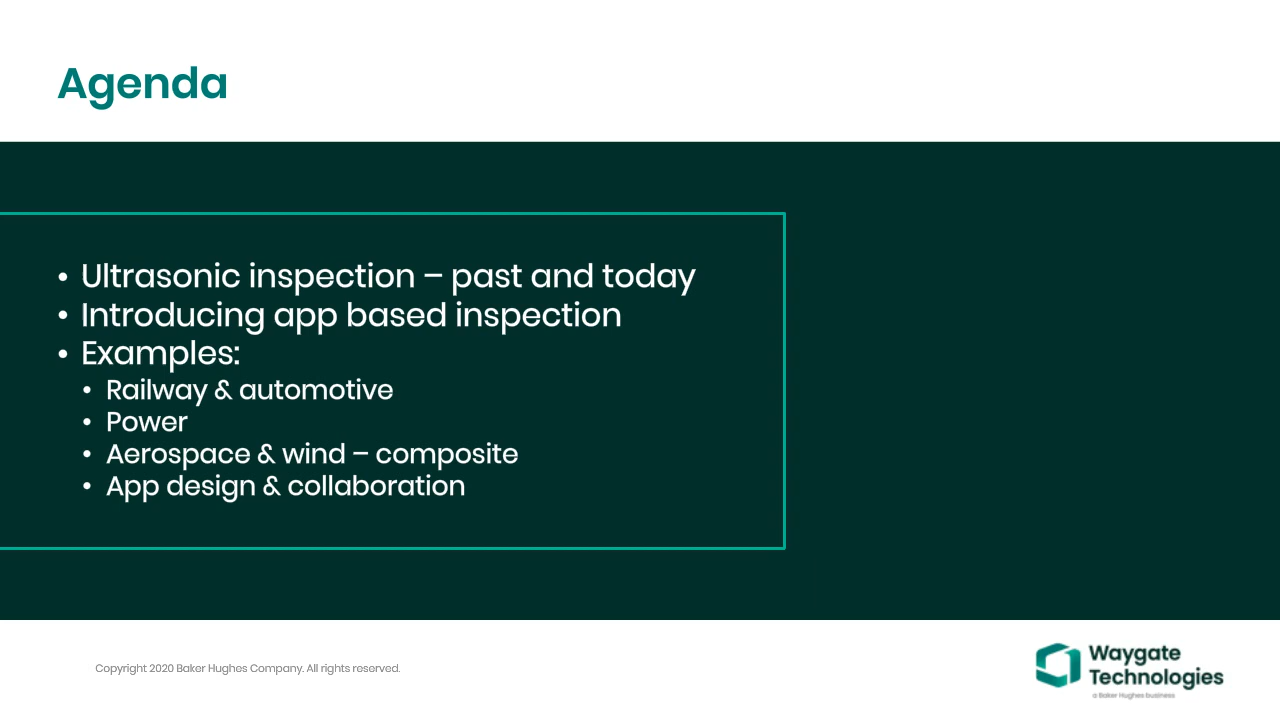 Agenda
• Ultrasonic inspection – past and today
• Introducing app based inspection
• Examples:
• Railway & automotive
• Power
• Aerospace & wind – composite
• App design & collaboration
Copyright 2020 Baker Hughes Company. All rights reserved.
Waygate
Technologies
a Baker Hughes business